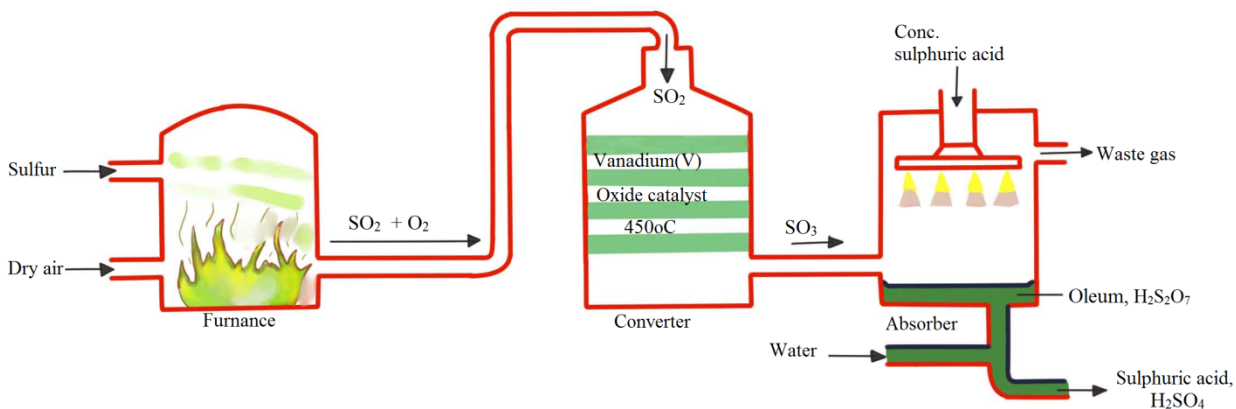 Conc.
sulphuric acid
SO₂
Sulfur
Vanadium(V)
Waste gas
Oxide catalyst
SO₂ + O₂
450oC
SO₃
Dry air
Oleum, H₂S₂O₇
Furnance
Converter
Absorber
Water
Sulphuric acid,
H₂SO₄